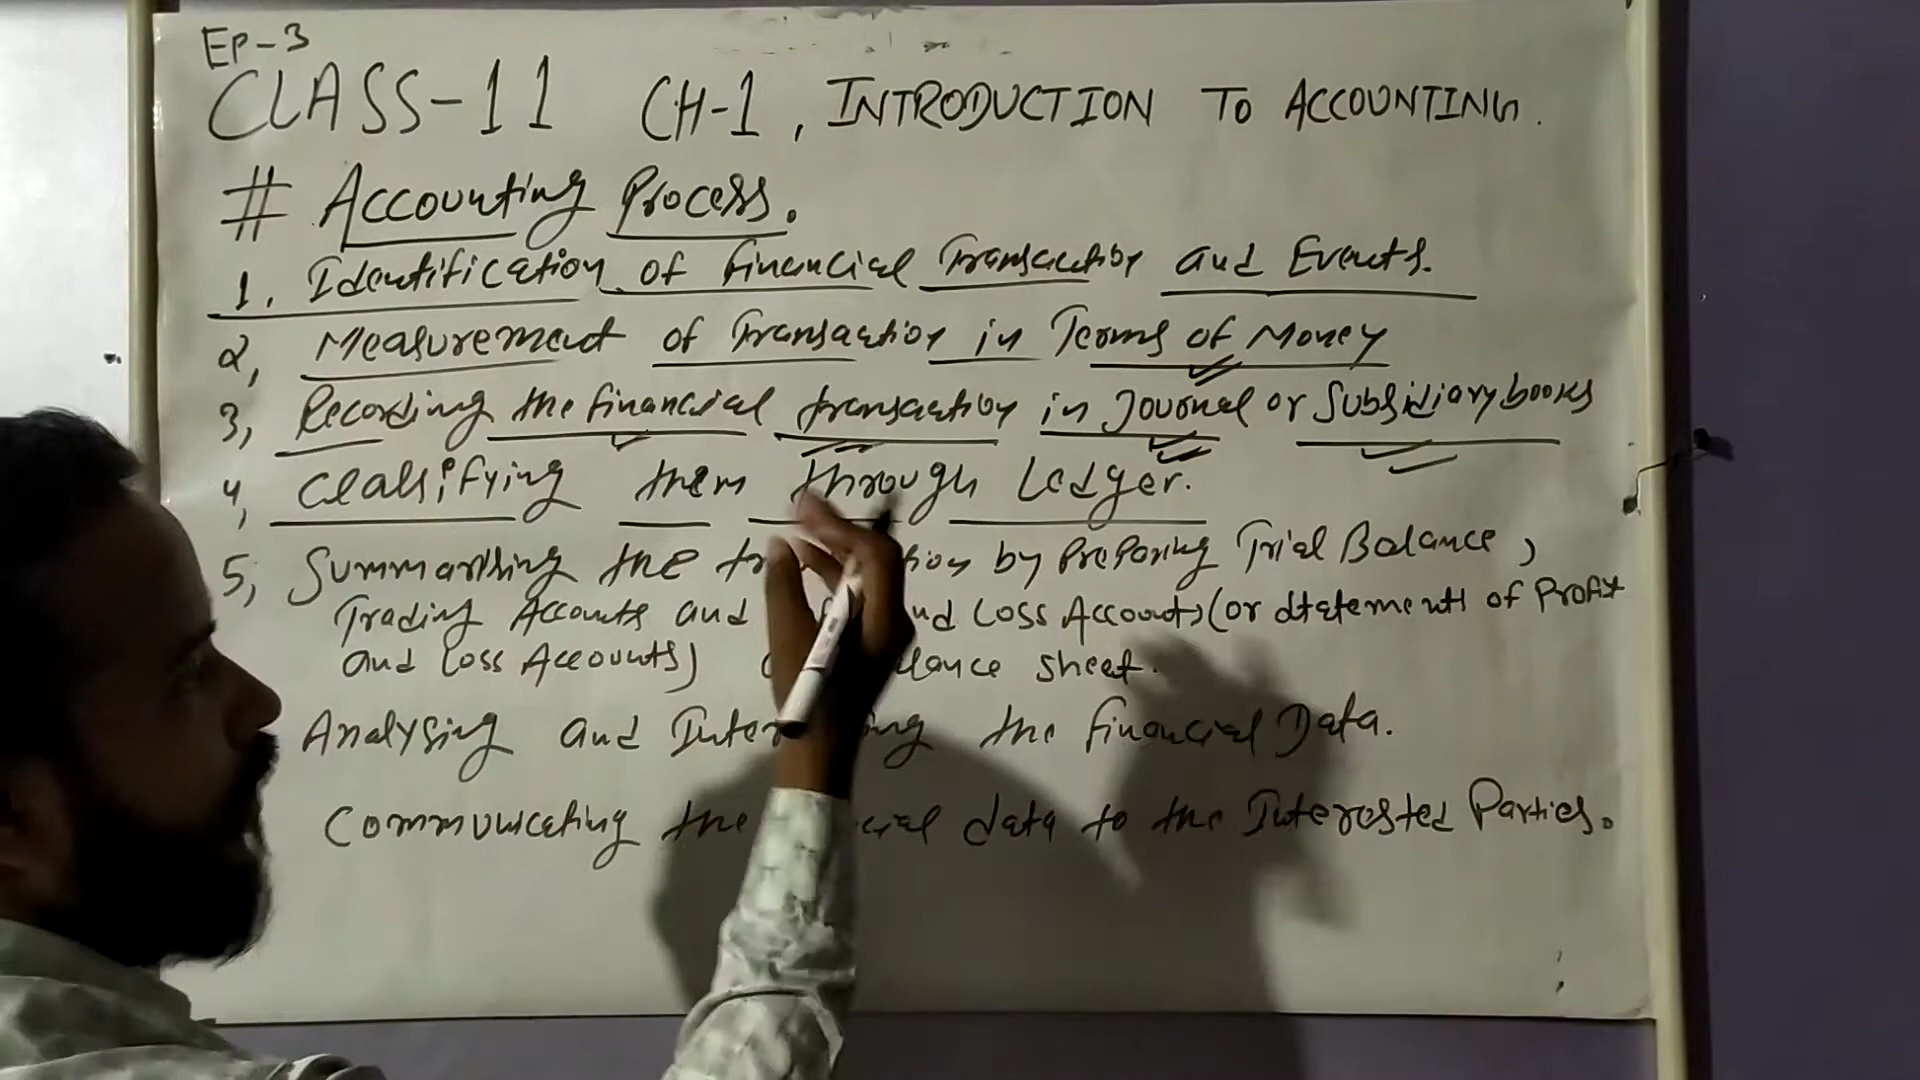 EP-3
CLASS-11 CH-1, INTRODUCTION TO ACCOUNTING.
# Accounting Process.
1. Identification of financial Transaction and Events.
2, Measurement of Transaction in Terms of Money
3, Recording the financial transaction in Journal or Subsidiary books
4, Classifying them through Ledger.
5, Summarising the by Preparing Trial Balance,
Trading Accounts and Loss Accounts (or statements of Profit
and Loss Accounts) sheet.
Analysing and the financial Data.
Communicating the data to the Interested Parties.